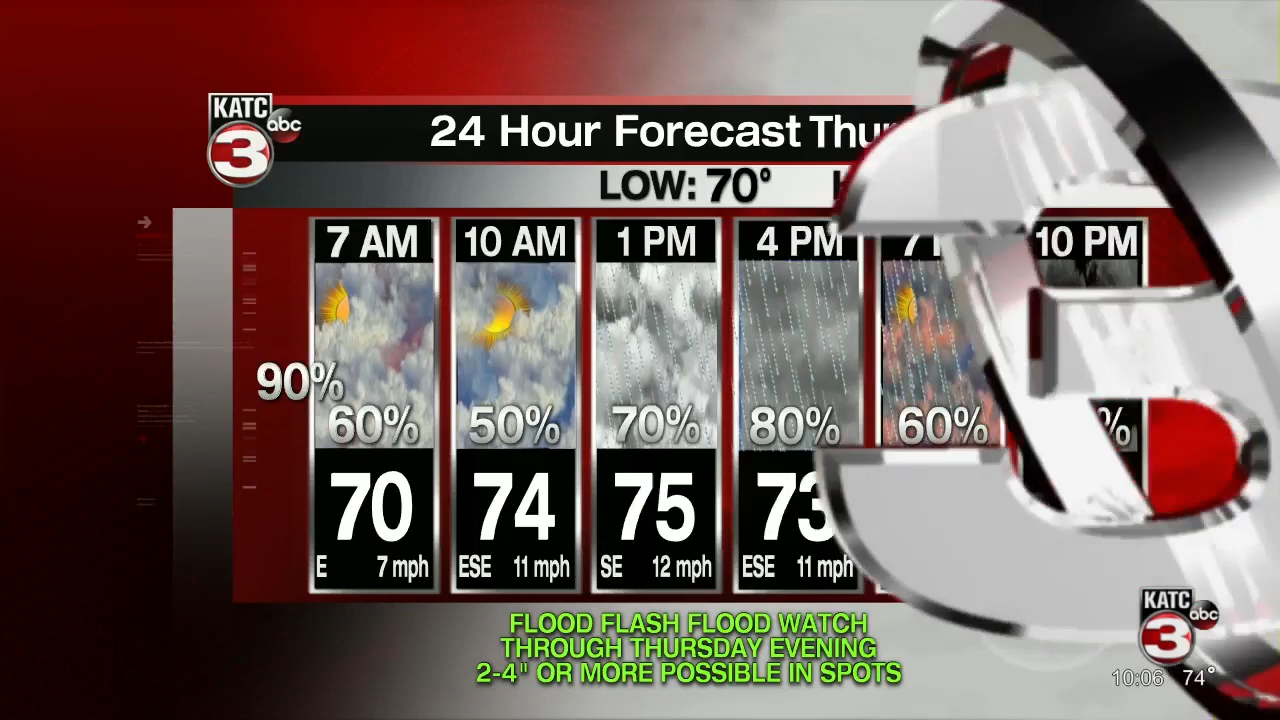 KATC
abc
3
24 Hour Forecast
LOW: 70°
7 AM 10 AM 1 PM 4 PM 10 PM
90%
60% 50% 70% 80% 60%
70 74 75 73
E 7 mph ESE 11 mph SE 12 mph ESE 11 mph
FLOOD FLASH FLOOD WATCH
THROUGH THURSDAY EVENING
2-4" OR MORE POSSIBLE IN SPOTS
KATC
abc
3
10:06 74°